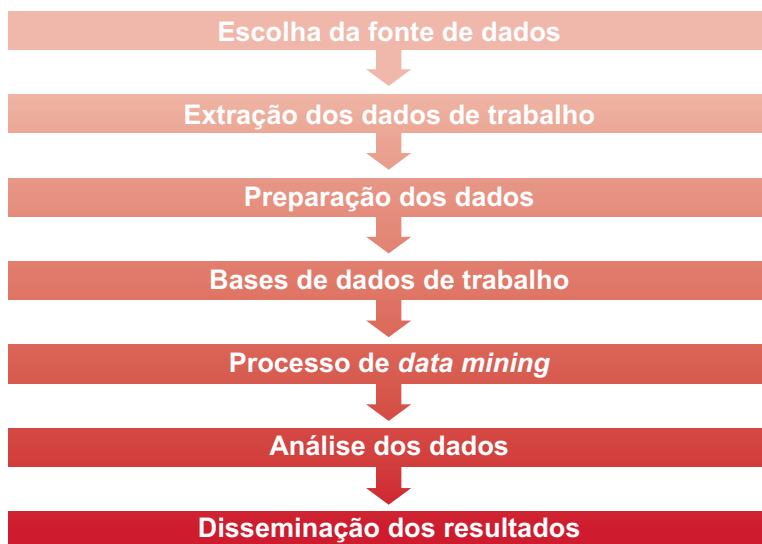 Escolha da fonte de dados
Extração dos dados de trabalho
Preparação dos dados
Bases de dados de trabalho
Processo de data mining
Análise dos dados
Disseminação dos resultados